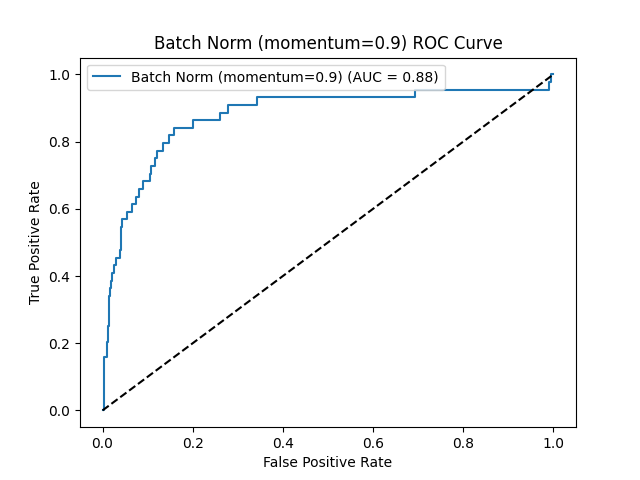 Batch Norm (momentum=0.9) ROC Curve
Batch Norm (momentum=0.9) (AUC = 0.88)
1.0
0.8
0.6
0.4
0.2
0.0
True Positive Rate
0.0 0.2 0.4 0.6 0.8 1.0
False Positive Rate